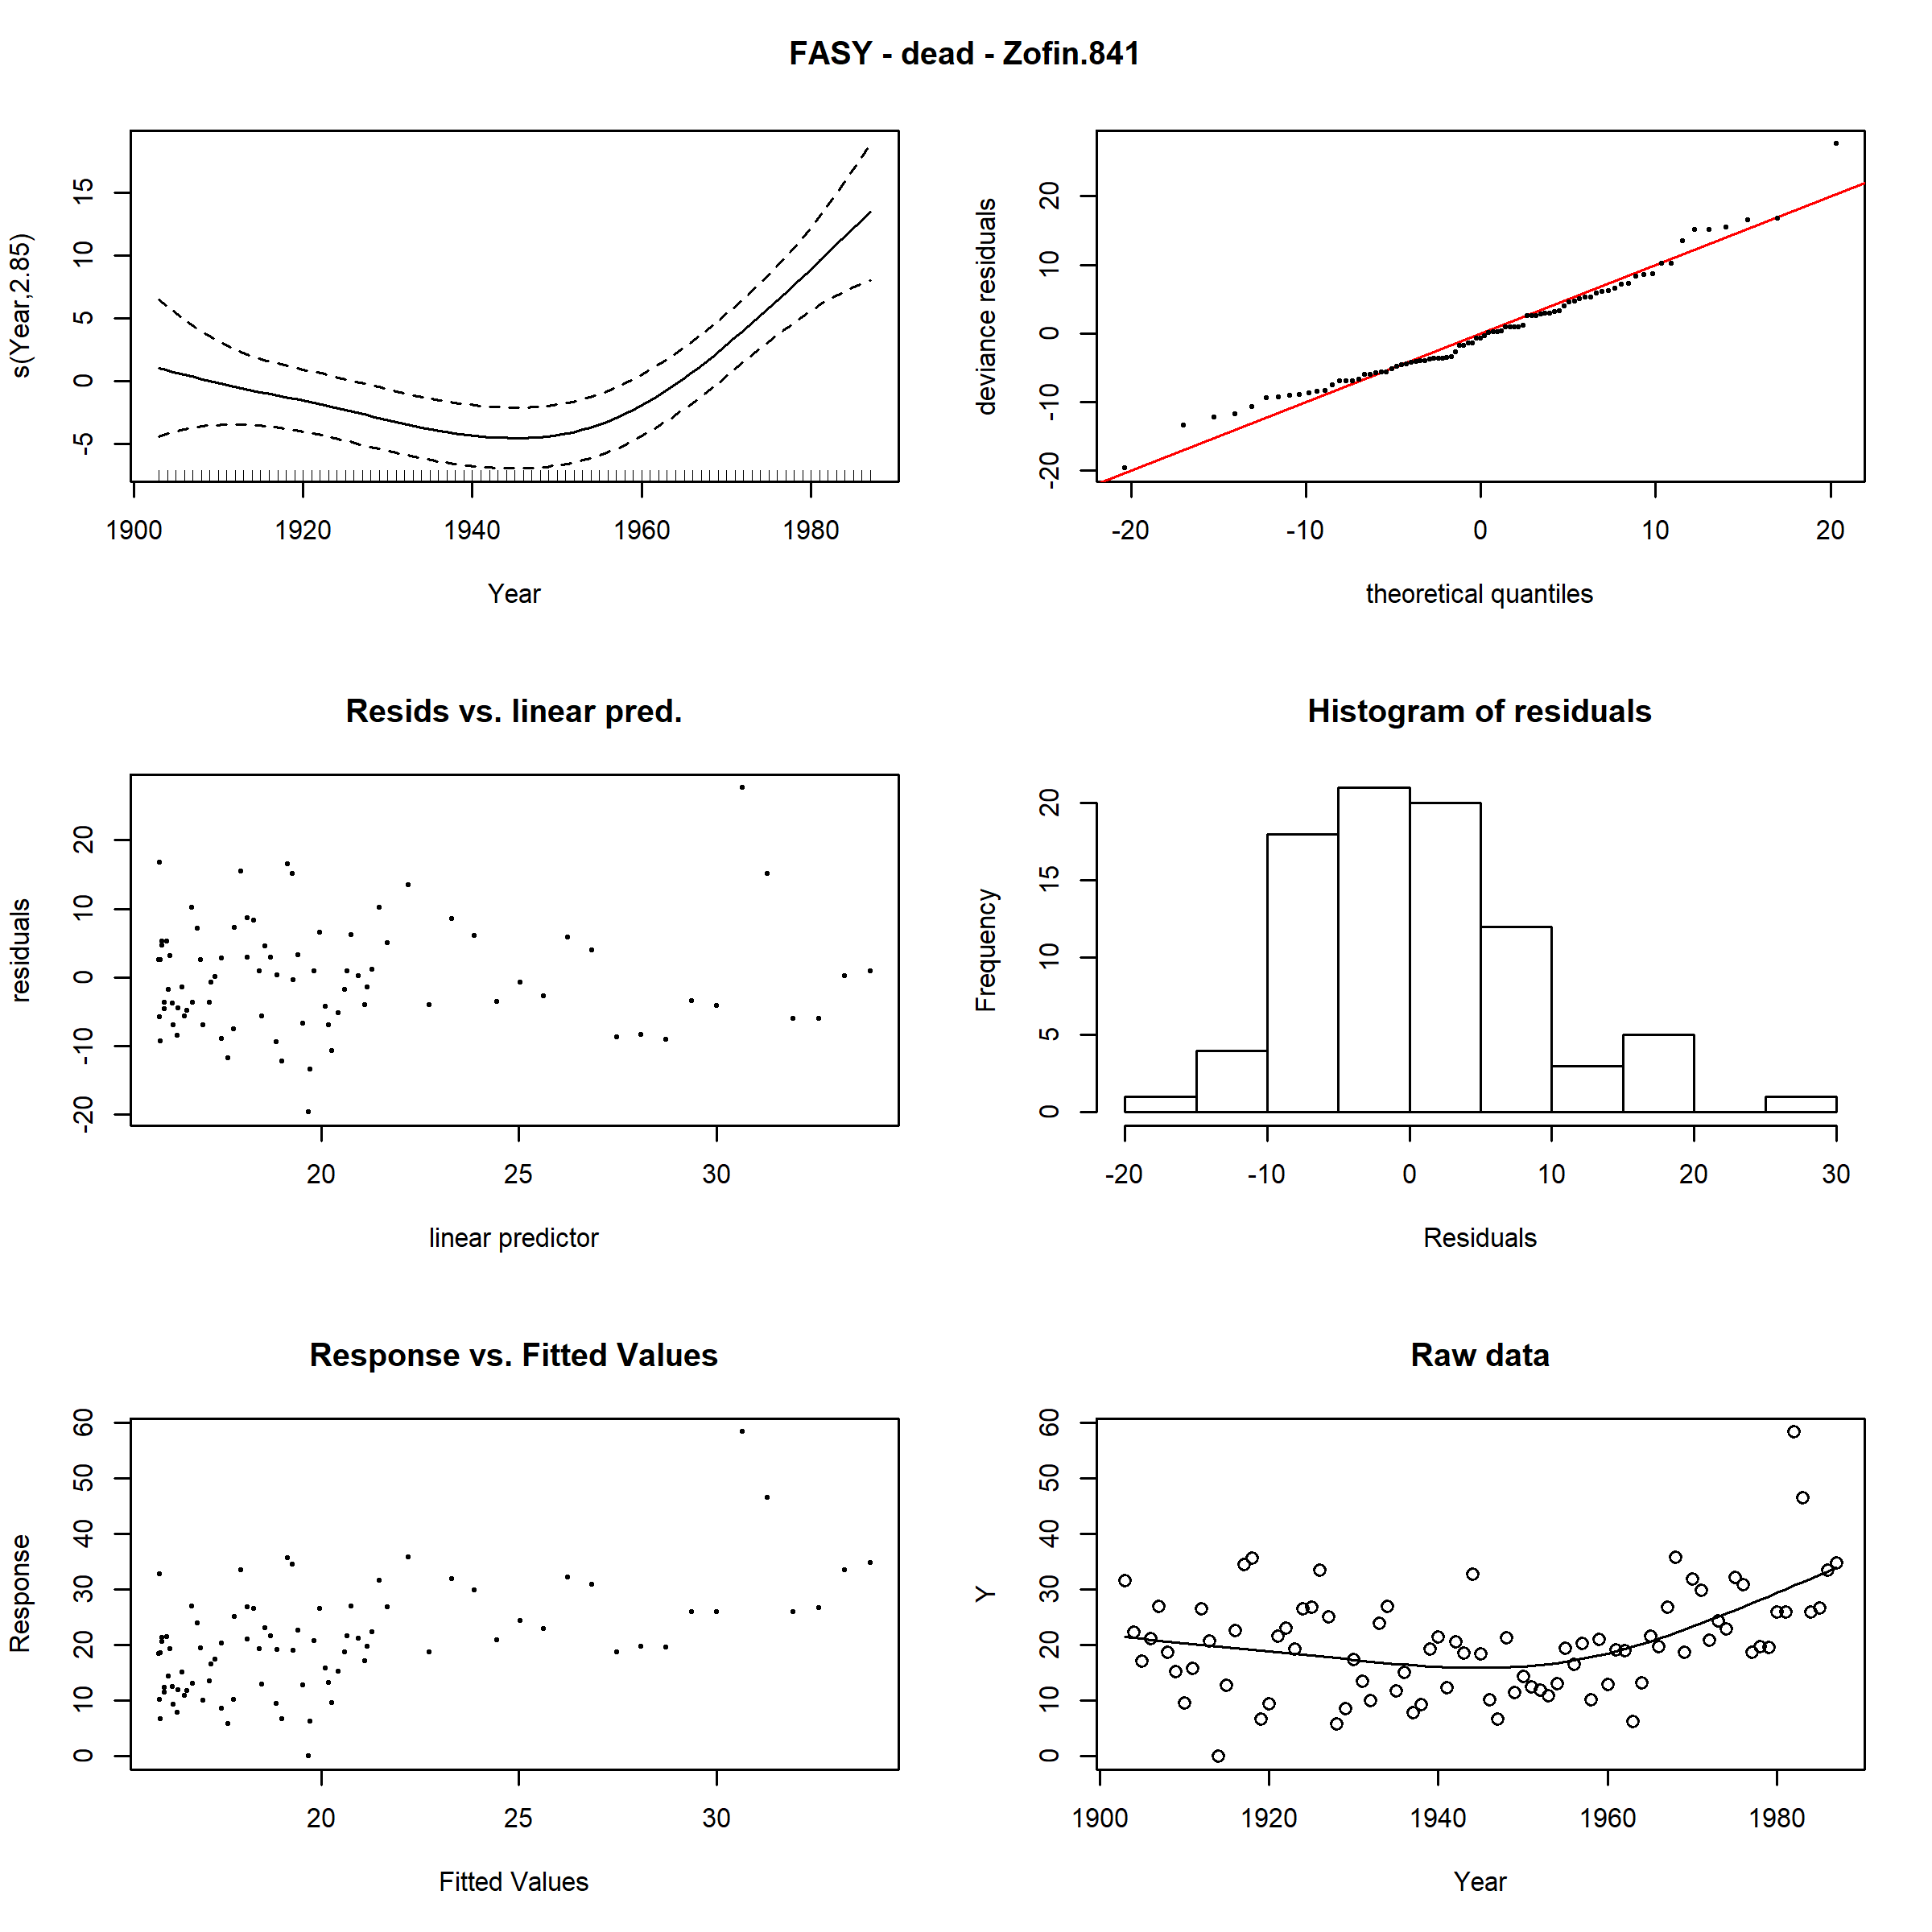 FASY - dead - Zofin.841
s(Year,2.85)
15
10
5
0
-5
1900 1920 1940 1960 1980
Year
deviance residuals
20
10
0
-10
-20
-20 -10 0 10 20
theoretical quantiles
Resids vs. linear pred.
residuals
20
10
0
-10
-20
20 25 30
linear predictor
Histogram of residuals
Frequency
20
15
10
5
0
-20 -10 0 10 20 30
Residuals
Response vs. Fitted Values
Response
60
50
40
30
20
10
0
20 25 30
Fitted Values
Raw data
Y
60
50
40
30
20
10
0
1900 1920 1940 1960 1980
Year